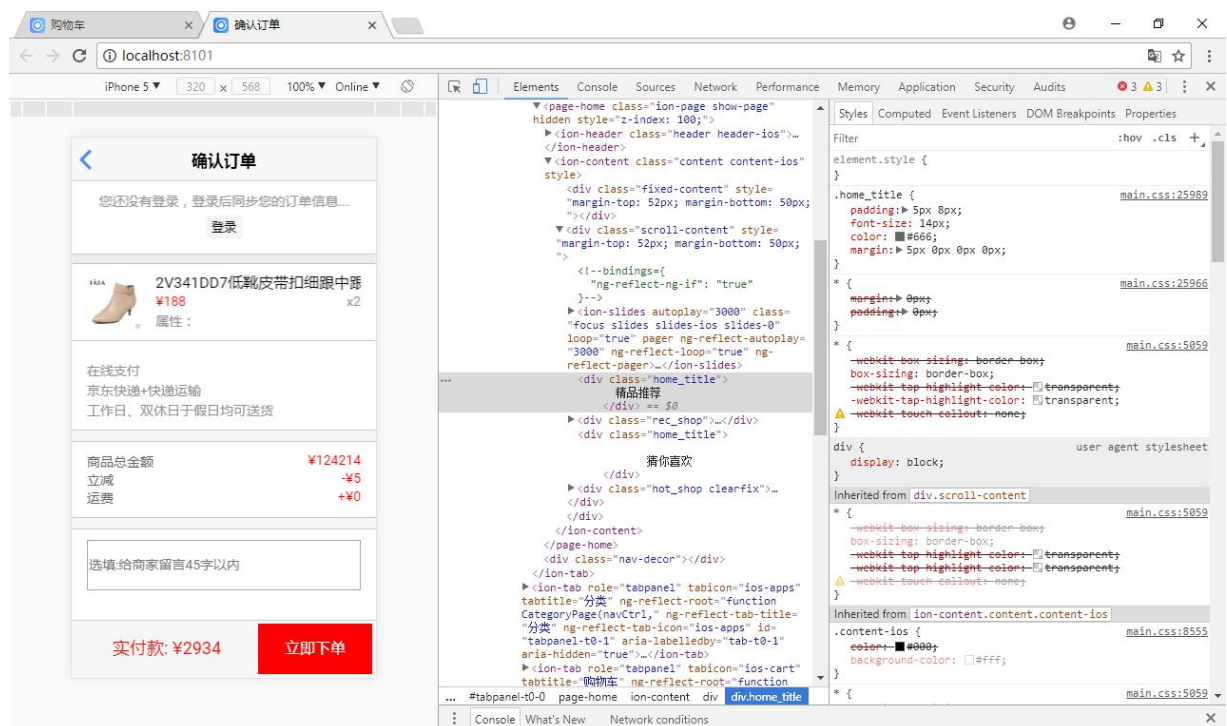 购物车
确认订单
localhost:8101
iPhone 5 ▼ 320 x 568 100% ▼ Online ▼
Elements Console Sources Network Performance Memory Application Security Audits 3 3
确认订单
您还没有登录，登录后同步您的订单信息...
登录
2V341DD7低靴皮带扣细跟中跟
¥188 x2
属性：
在线支付
京东快递+快递运输
工作日、双休日于假日均可送货
商品总金额 ¥124214
立减 -¥5
运费 +¥0
选填:给商家留言45字以内
实付款: ¥2934 立即下单
▼<page-home class="ion-page show-page"
hidden style="z-index: 100;">
▶<ion-header class="header header-ios">…
</ion-header>
▼<ion-content class="content content-ios"
style>
<div class="fixed-content" style=
"margin-top: 52px; margin-bottom: 50px;
"></div>
▼<div class="scroll-content" style=
"margin-top: 52px; margin-bottom: 50px;
">
<!--bindings={
"ng-reflect-ng-if": "true"
}-->
▶<ion-slides autoplay="3000" class=
"focus slides slides-ios slides-0"
loop="true" pager ng-reflect-autoplay=
"3000" ng-reflect-loop="true" ng-
reflect-pager>…</ion-slides>
... <div class="home_title">
精品推荐
</div> == $0
▶<div class="rec_shop">…</div>
<div class="home_title">
猜你喜欢
</div>
▶<div class="hot_shop clearfix">…
</div>
</div>
</ion-content>
</page-home>
<div class="nav-decor"></div>
</ion-tab>
▶<ion-tab role="tabpanel" tabicon="ios-apps"
tabtitle="分类" ng-reflect-root="function
CategoryPage(navCtrl," ng-reflect-tab-title=
"分类" ng-reflect-tab-icon="ios-apps" id=
"tabpanel-t0-1" aria-labelledby="tab-t0-1"
aria-hidden="true">…</ion-tab>
▶<ion-tab role="tabpanel" tabicon="ios-cart"
tabtitle="购物车" ng-reflect-root="function
... #tabpanel-t0-0 page-home ion-content div div.home_title
Styles Computed Event Listeners DOM Breakpoints Properties
Filter :hov .cls +
element.style {
}
.home_title { main.css:25989
padding:▶ 5px 8px;
font-size: 14px;
color: #666;
margin:▶ 5px 0px 0px 0px;
}
* { main.css:25966
margin:▶ 0px;
padding:▶ 0px;
}
* { main.css:5059
-webkit-box-sizing: border-box;
box-sizing: border-box;
-webkit-tap-highlight-color: transparent;
-webkit-tap-highlight-color: transparent;
-webkit-touch-callout: none;
}
div { user agent stylesheet
display: block;
}
Inherited from div.scroll-content
* { main.css:5059
-webkit-box-sizing: border-box;
box-sizing: border-box;
-webkit-tap-highlight-color: transparent;
-webkit-tap-highlight-color: transparent;
-webkit-touch-callout: none;
}
Inherited from ion-content.content.content-ios
.content-ios { main.css:8555
color: #000;
background-color: #fff;
}
* { main.css:5059
Console What's New Network conditions